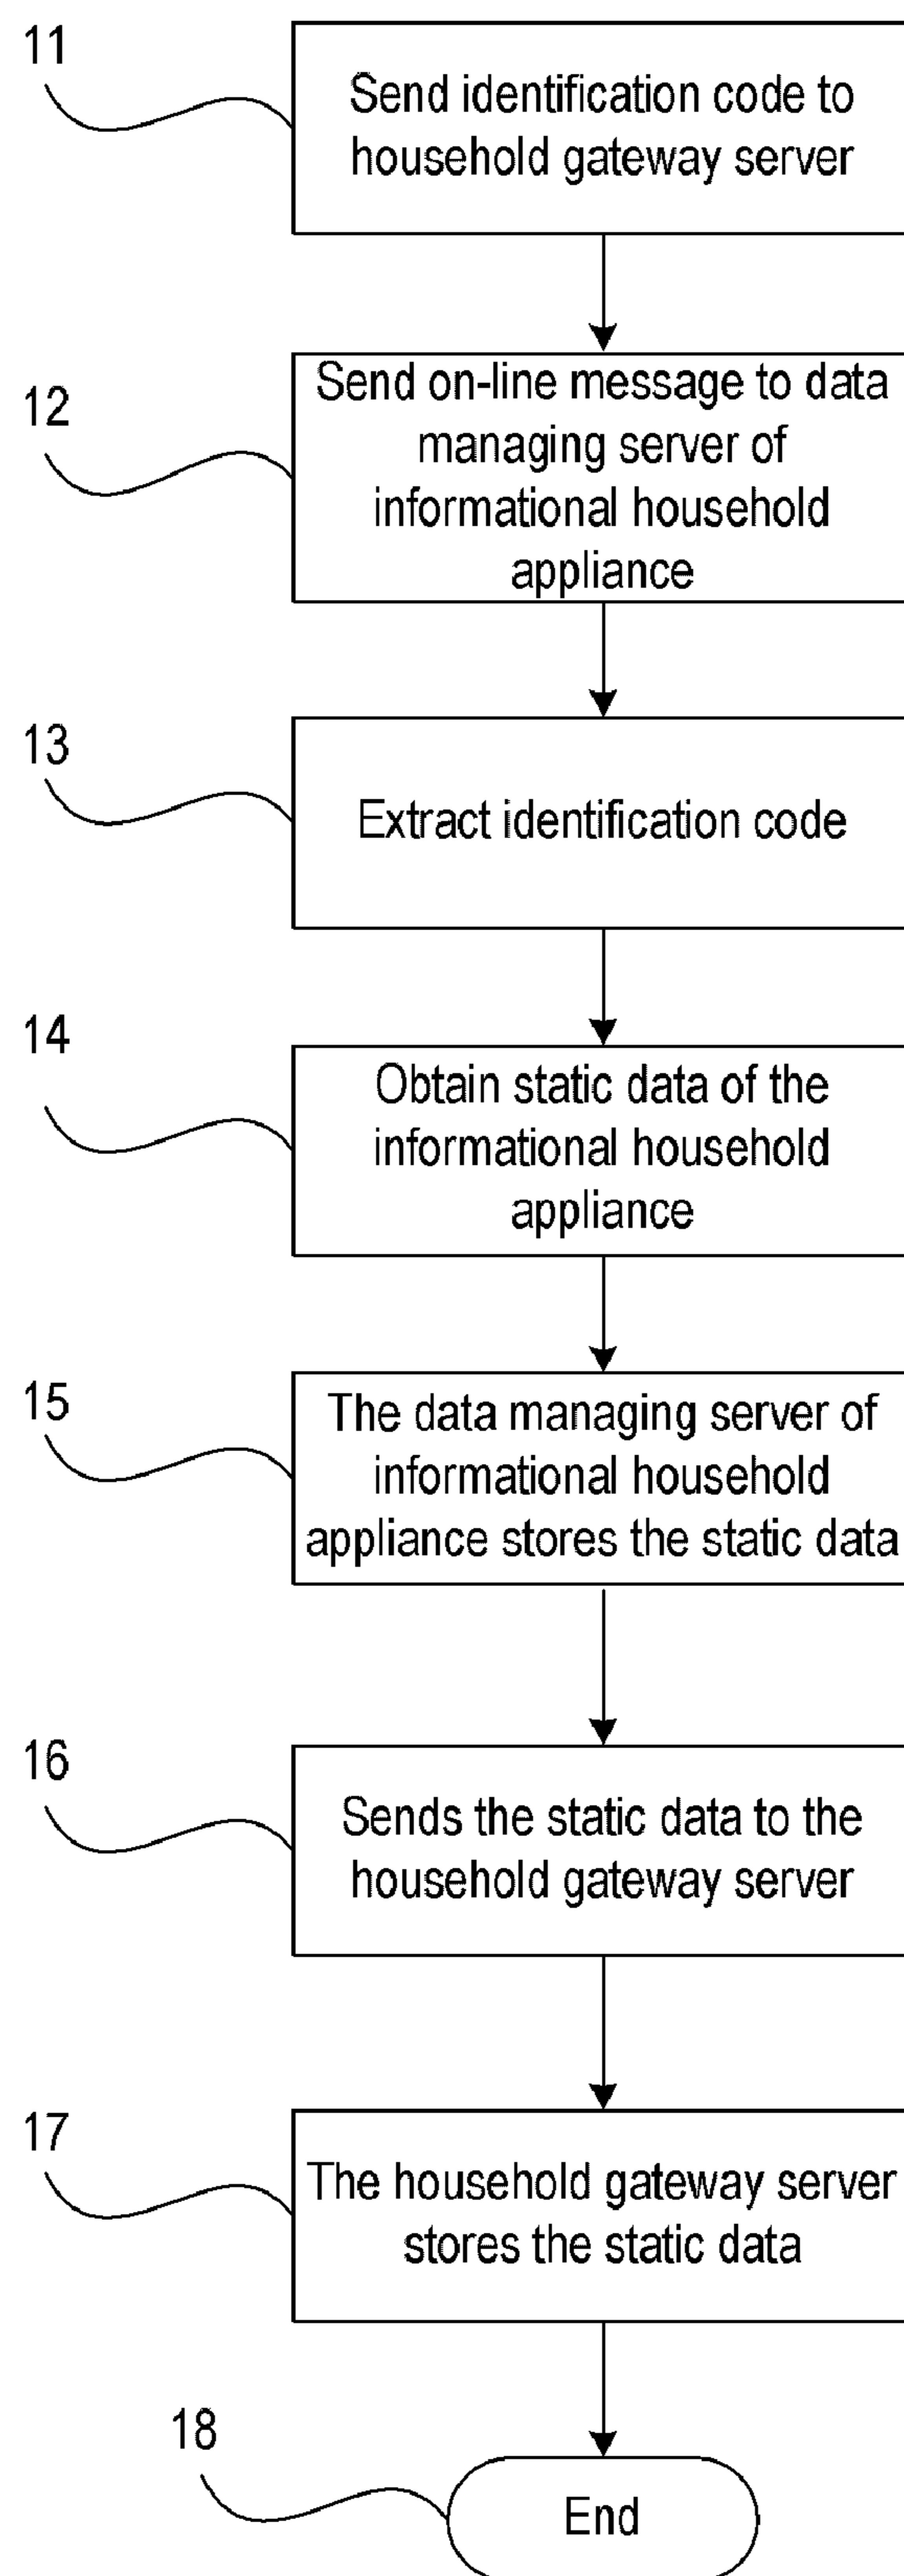 11
Send identification code to
household gateway server
12
Send on-line message to data
managing server of
informational household
appliance
13
Extract identification code
14
Obtain static data of the
informational household
appliance
15
The data managing server of
informational household
appliance stores the static data
16
Sends the static data to the
household gateway server
17
The household gateway server
stores the static data
18
End